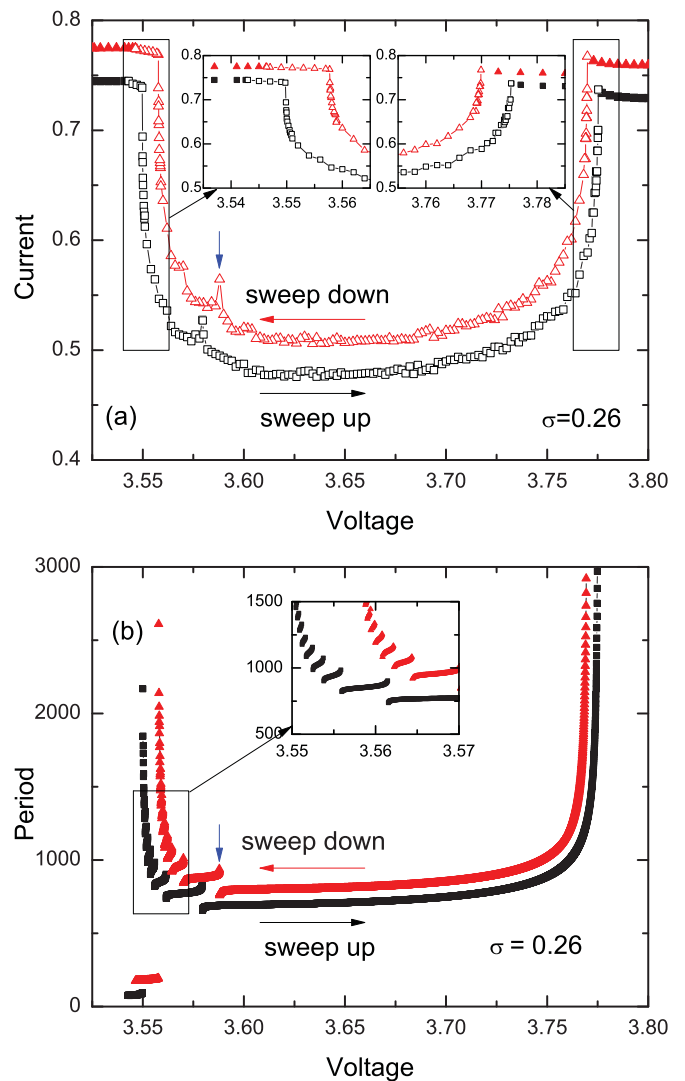 0.8
0.7
0.6
0.5
0.4
Current
0.8
0.7
0.6
0.5
3.54 3.55 3.56
0.8
0.7
0.6
0.5
3.76 3.77 3.78
sweep down
sweep up
(a)
σ=0.26
3.55 3.60 3.65 3.70 3.75 3.80
Voltage
3000
2000
1000
0
Period
(b)
1500
1000
500
3.55 3.56 3.57
sweep down
sweep up
σ = 0.26
3.55 3.60 3.65 3.70 3.75 3.80
Voltage